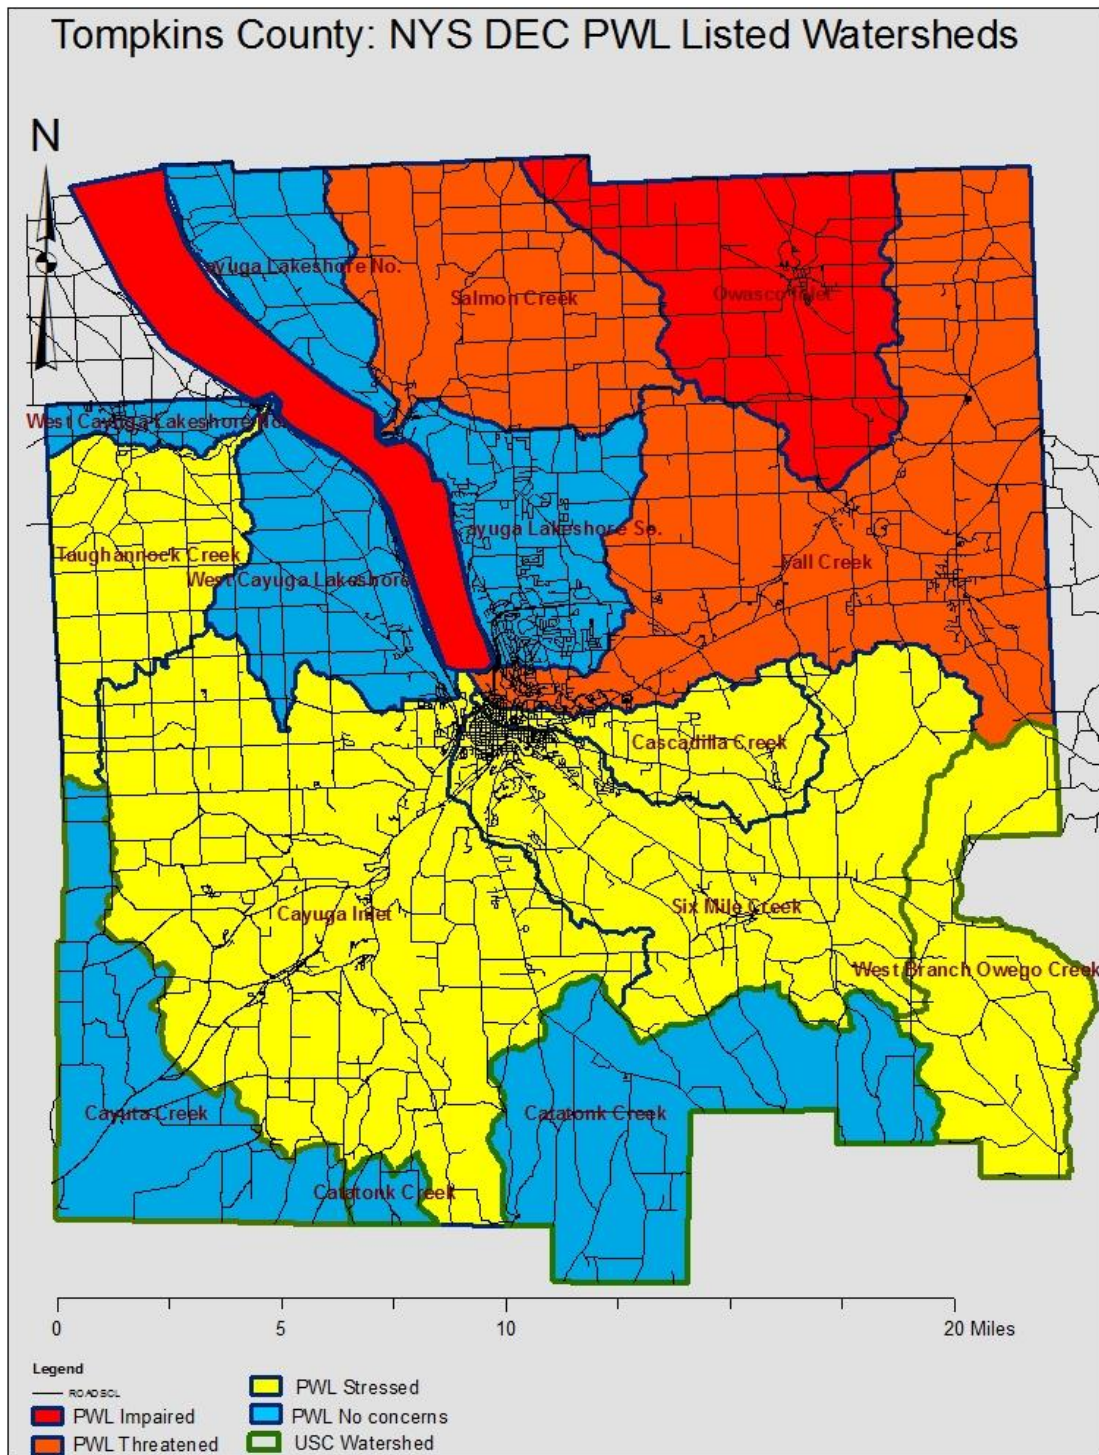 Tompkins County: NYS DEC PWL Listed Watersheds
N
ayuga Lakeshore No.
Salmon Creek
Owasco Inlet
West Cayuga Lakeshore No.
ayuga Lakeshore So.
Taughannock Creek
West Cayuga Lakeshore
Fall Creek
Cascadilla Creek
Cayuga Inlet
Six Mile Creek
West Branch Owego Creek
Cayuta Creek
Catatonk Creek
Catatonk Creek
0 5 10 20 Miles
Legend
ROADSCL
PWL Impaired
PWL Threatened
PWL Stressed
PWL No concerns
USC Watershed